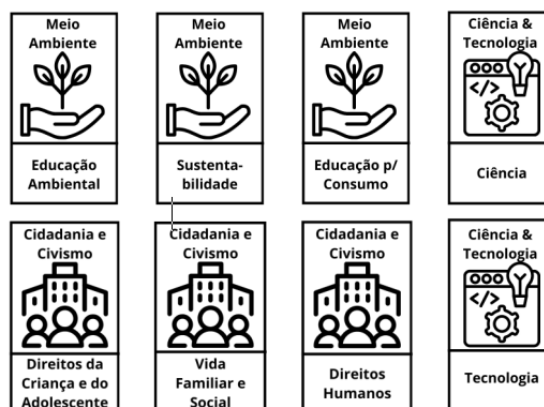 Meio
Ambiente
Educação
Ambiental
Meio
Ambiente
Sustenta-
bilidade
Meio
Ambiente
Educação p/
Consumo
Ciência &
Tecnologia
</>
Ciência
Cidadania e
Civismo
Direitos da
Criança e do
Adolescente
Cidadania e
Civismo
Vida
Familiar e
Social
Cidadania e
Civismo
Direitos
Humanos
Ciência &
Tecnologia
</>
Tecnologia